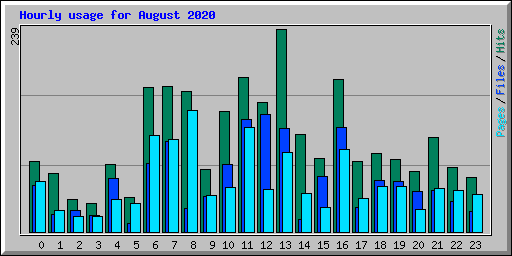 Hourly usage for August 2020
239
Pages / Files / Hits
0 1 2 3 4 5 6 7 8 9 10 11 12 13 14 15 16 17 18 19 20 21 22 23